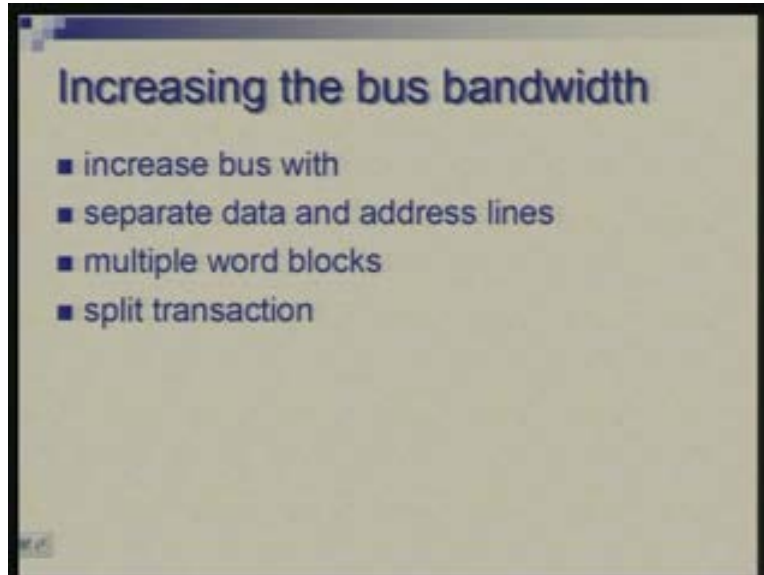 Increasing the bus bandwidth
increase bus with
separate data and address lines
multiple word blocks
split transaction